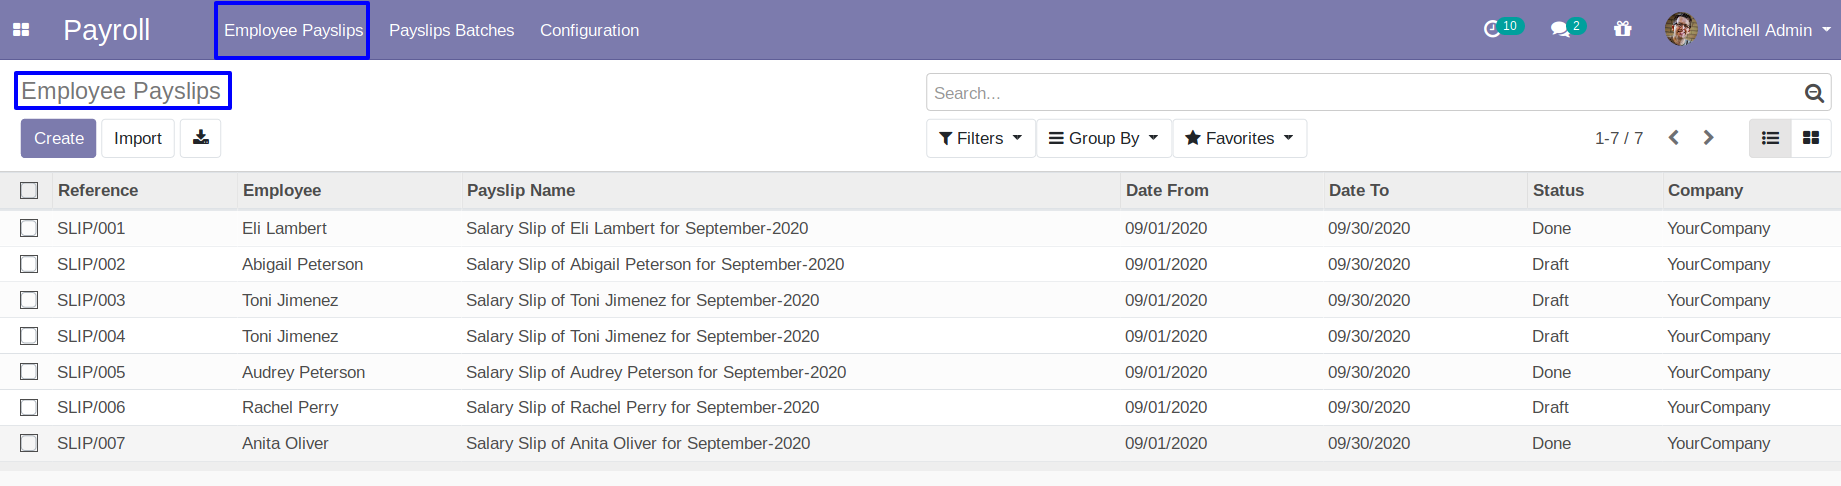 Payroll Employee Payslips Payslips Batches Configuration 10 2 Mitchell Admin
Employee Payslips
Search...
Create Import Filters Group By Favorites 1-7 / 7
Reference Employee Payslip Name Date From Date To Status Company
SLIP/001 Eli Lambert Salary Slip of Eli Lambert for September-2020 09/01/2020 09/30/2020 Done YourCompany
SLIP/002 Abigail Peterson Salary Slip of Abigail Peterson for September-2020 09/01/2020 09/30/2020 Draft YourCompany
SLIP/003 Toni Jimenez Salary Slip of Toni Jimenez for September-2020 09/01/2020 09/30/2020 Draft YourCompany
SLIP/004 Toni Jimenez Salary Slip of Toni Jimenez for September-2020 09/01/2020 09/30/2020 Draft YourCompany
SLIP/005 Audrey Peterson Salary Slip of Audrey Peterson for September-2020 09/01/2020 09/30/2020 Done YourCompany
SLIP/006 Rachel Perry Salary Slip of Rachel Perry for September-2020 09/01/2020 09/30/2020 Draft YourCompany
SLIP/007 Anita Oliver Salary Slip of Anita Oliver for September-2020 09/01/2020 09/30/2020 Done YourCompany